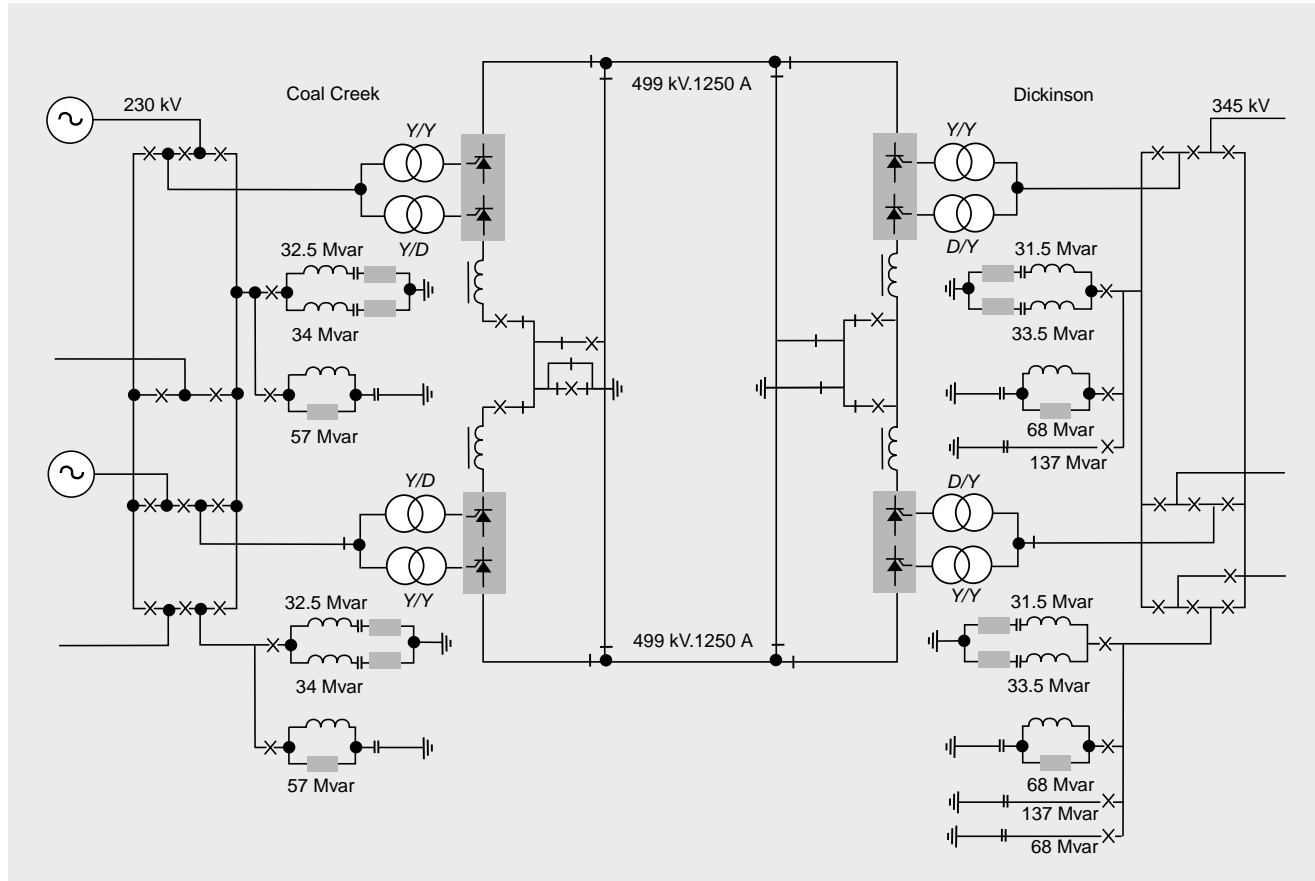 499 kV.1250 A
Coal Creek
Dickinson
230 kV
345 kV
Y/Y
Y/Y
Y/D
D/Y
32.5 Mvar
31.5 Mvar
34 Mvar
33.5 Mvar
57 Mvar
68 Mvar
137 Mvar
Y/D
D/Y
Y/Y
Y/Y
32.5 Mvar
31.5 Mvar
499 kV.1250 A
34 Mvar
33.5 Mvar
57 Mvar
68 Mvar
137 Mvar
68 Mvar